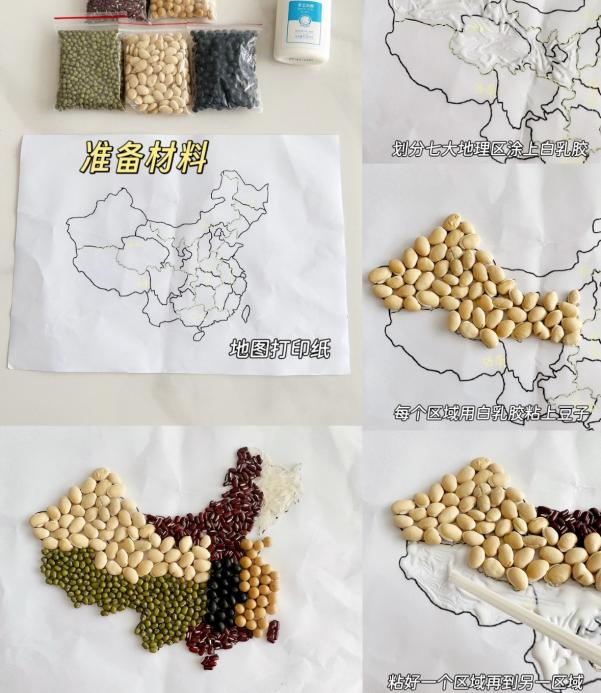 准备材料
地图打印纸
划分七大地理区涂上白乳胶
每个区域用白乳胶粘上豆子
粘好一个区域再到另一区域